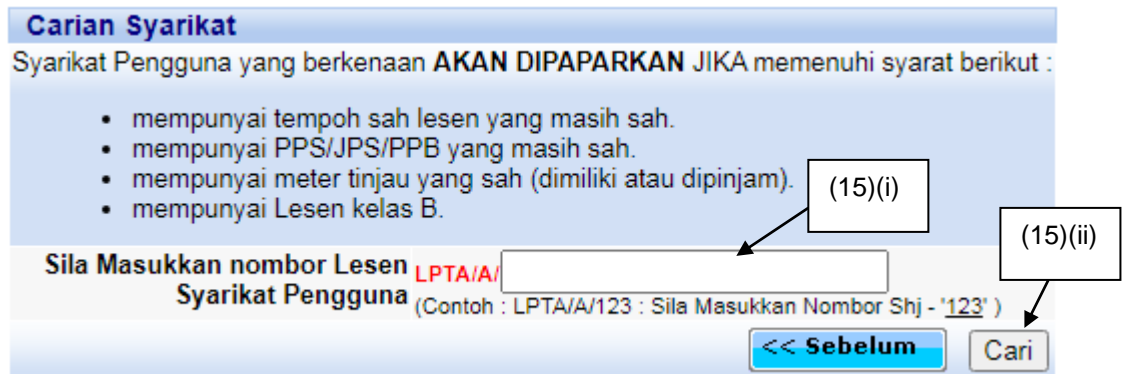 Carian Syarikat
Syarikat Pengguna yang berkenaan AKAN DIPAPARKAN JIKA memenuhi syarat berikut :
• mempunyai tempoh sah lesen yang masih sah.
• mempunyai PPS/JPS/PPB yang masih sah.
• mempunyai meter tinjau yang sah (dimiliki atau dipinjam).
• mempunyai Lesen kelas B.
(15)(i)
(15)(ii)
Sila Masukkan nombor Lesen
Syarikat Pengguna
LPTA/A/
(Contoh : LPTA/A/123 : Sila Masukkan Nombor Shj - '123' )
<< Sebelum
Cari